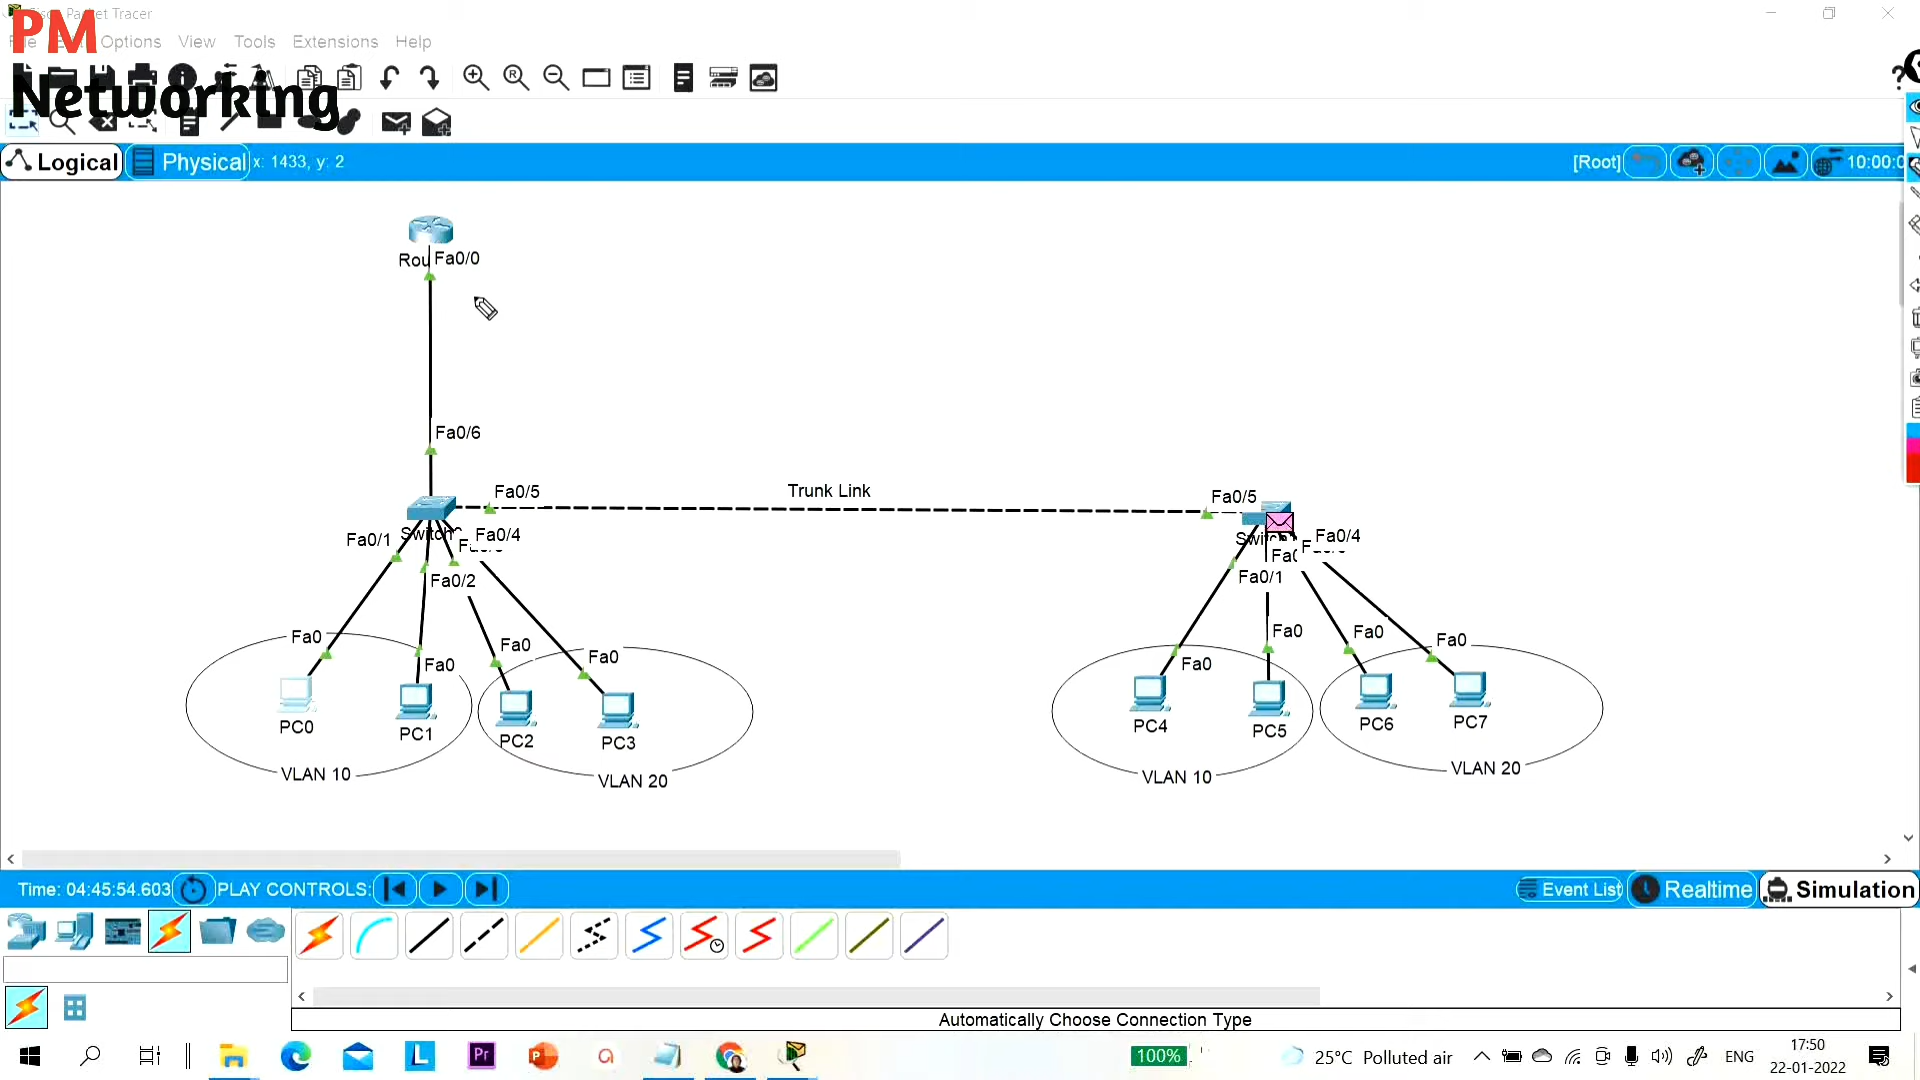 Packet Tracer
PM
Options View Tools Extensions Help
Networking
Logical
Physical
x: 1433, y: 2
[Root]
10:00:0
Rou
Fa0/0
Fa0/6
Fa0/5
Trunk Link
Fa0/5
Fa0/1
Switch
Fa0/4
Fa0/2
Fa0/4
Fa0/1
Fa0
Fa0
Fa0
Fa0
Fa0
Fa0
Fa0
Fa0
PC0
PC1
PC2
PC3
PC4
PC5
PC6
PC7
VLAN 10
VLAN 20
VLAN 10
VLAN 20
Time: 04:45:54.603
PLAY CONTROLS:
Event List
Realtime
Simulation
Automatically Choose Connection Type
100%
25°C Polluted air
ENG
17:50
22-01-2022